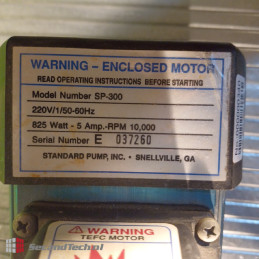 WARNING - ENCLOSED MOTOR
READ OPERATING INSTRUCTIONS BEFORE STARTING
Model Number SP-300
220V/1/50-60Hz
825 Watt - 5 Amp.-RPM 10,000
Serial Number E 037260
STANDARD PUMP, INC. • SNELLVILLE, GA
WARNING
TEFC MOTOR